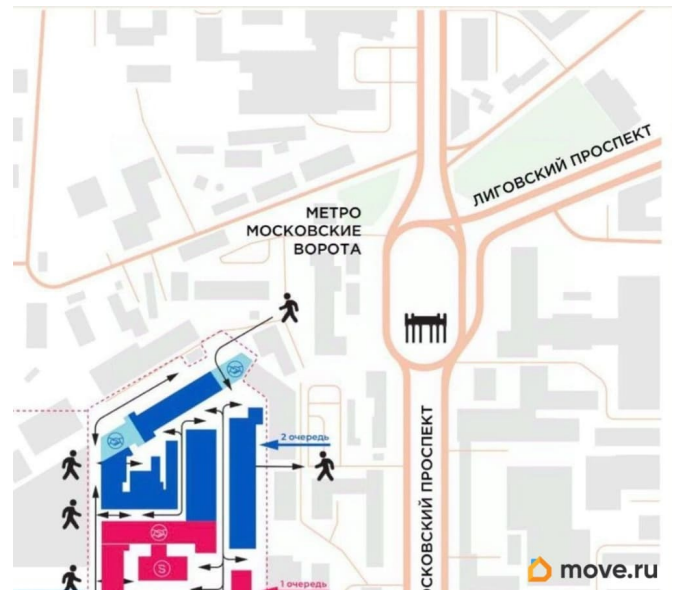 ЛИГОВСКИЙ ПРОСПЕКТ
МЕТРО
МОСКОВСКИЕ
ВОРОТА
2 очередь
ОСКОВСКИЙ ПРОСПЕКТ
S
1 очередь
move.ru